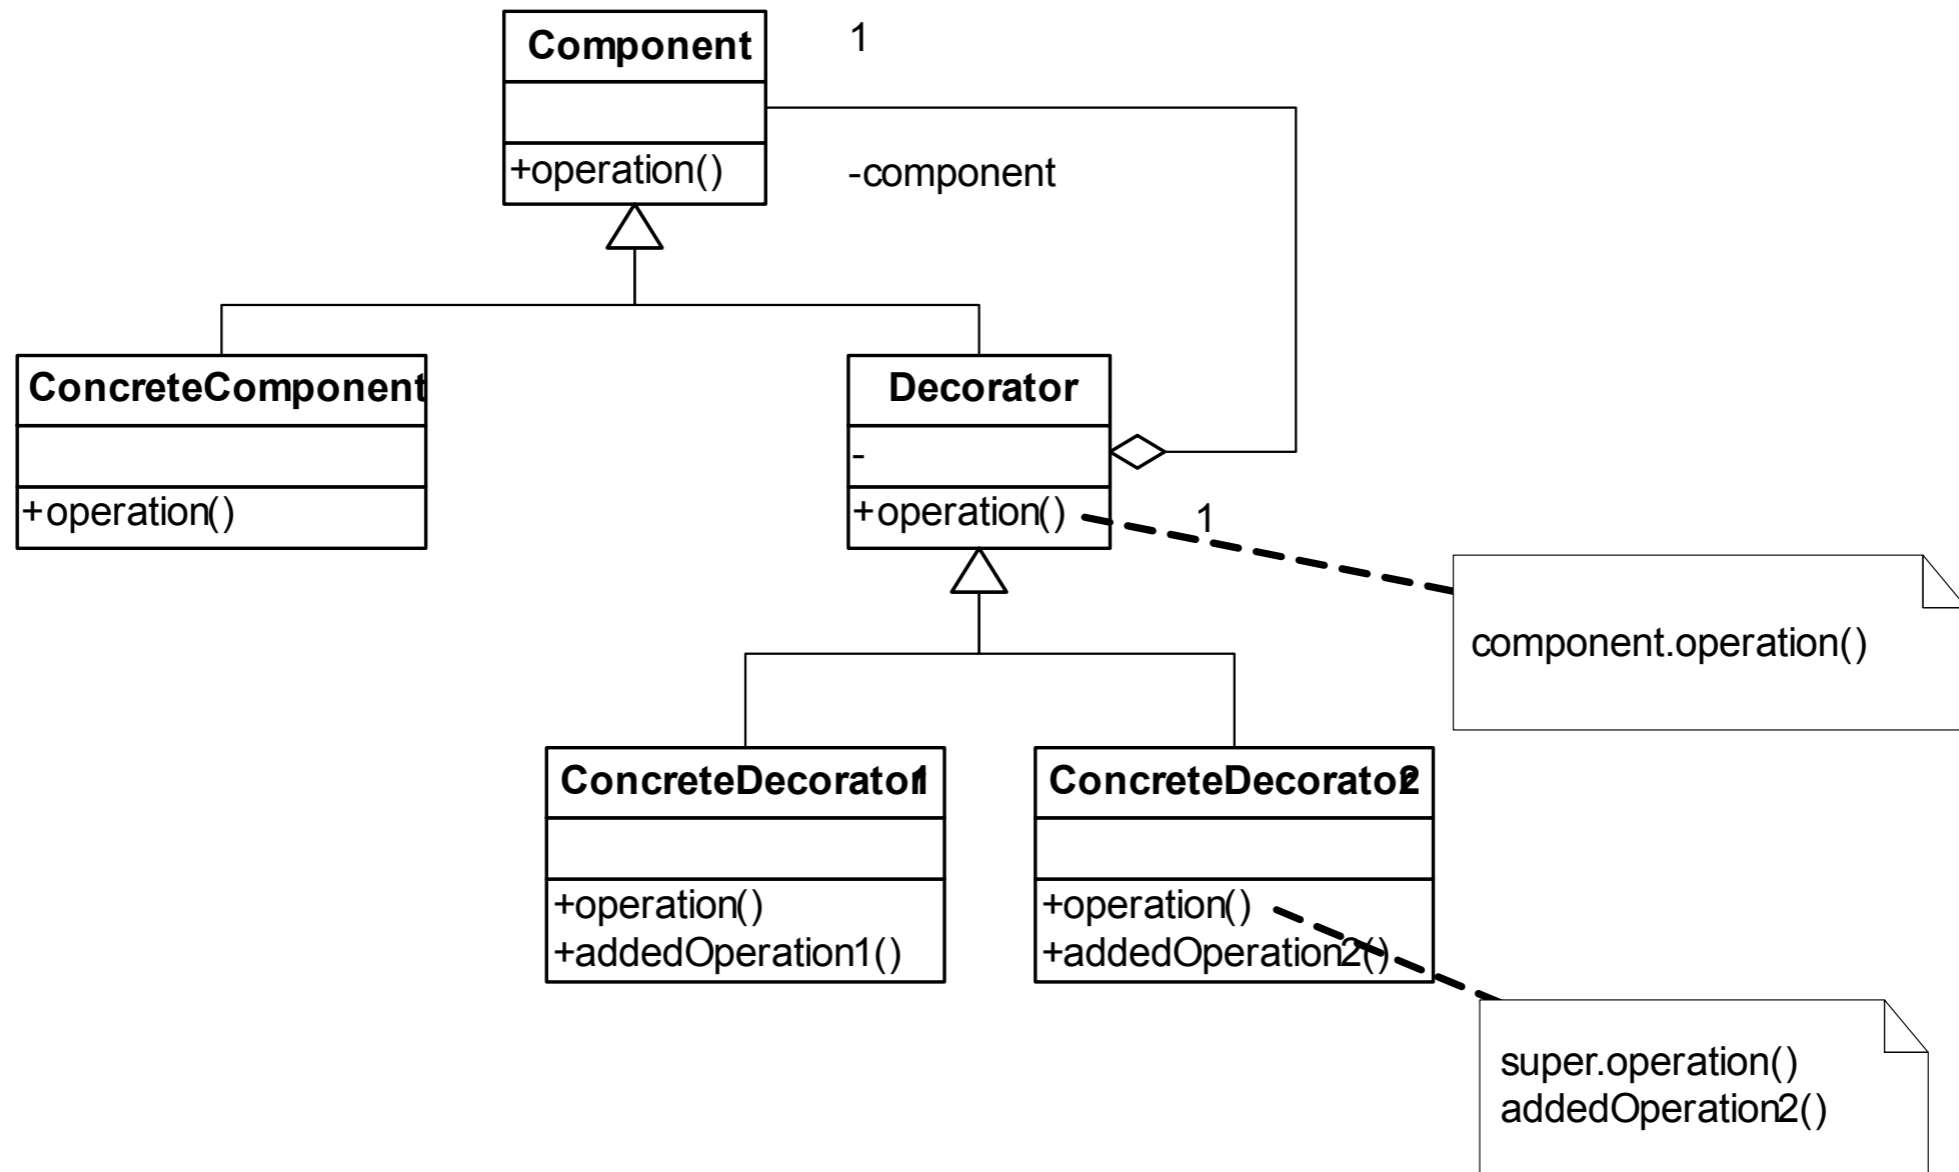 Component
1
+operation()
-component
ConcreteComponent
+operation()
Decorator
-
+operation()
1
component.operation()
ConcreteDecorator1
+operation()
+addedOperation1()
ConcreteDecorator2
+operation()
+addedOperation2()
super.operation()
addedOperation2()